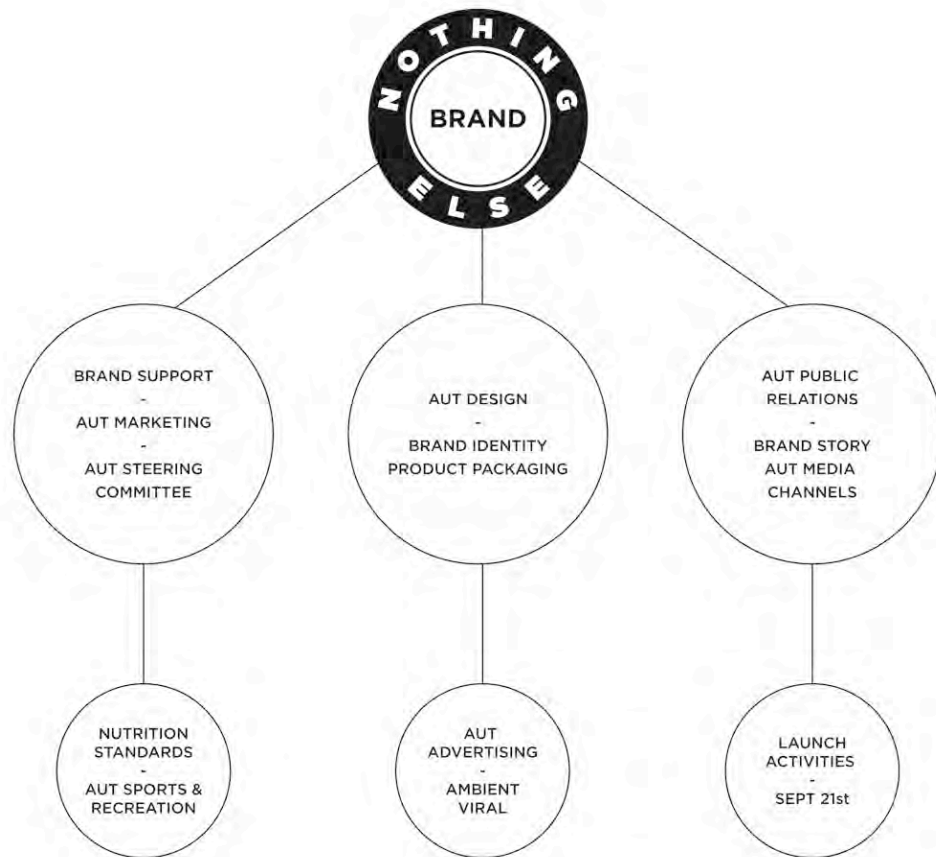 NOTHING
BRAND
ELSE
BRAND SUPPORT
-
AUT MARKETING
-
AUT STEERING
COMMITTEE
AUT DESIGN
-
BRAND IDENTITY
PRODUCT PACKAGING
AUT PUBLIC
RELATIONS
-
BRAND STORY
AUT MEDIA
CHANNELS
NUTRITION
STANDARDS
-
AUT SPORTS &
RECREATION
AUT
ADVERTISING
-
AMBIENT
VIRAL
LAUNCH
ACTIVITIES
-
SEPT 21st